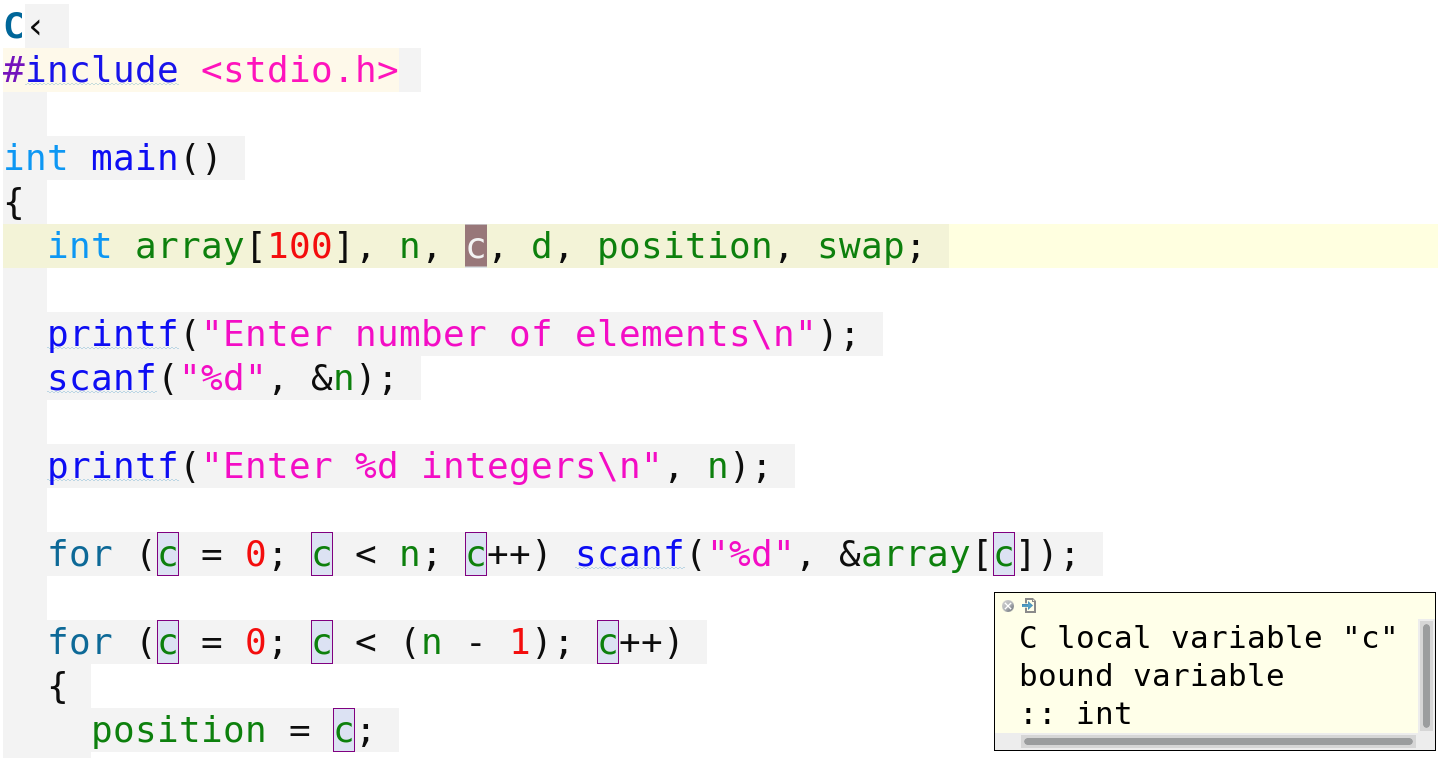 C‹
#include <stdio.h>
int main()
{
int array[100], n, c, d, position, swap;
printf("Enter number of elements\n");
scanf("%d", &n);
printf("Enter %d integers\n", n);
for (c = 0; c < n; c++) scanf("%d", &array[c]);
for (c = 0; c < (n - 1); c++)
{
position = c;
C local variable "c"
bound variable
:: int